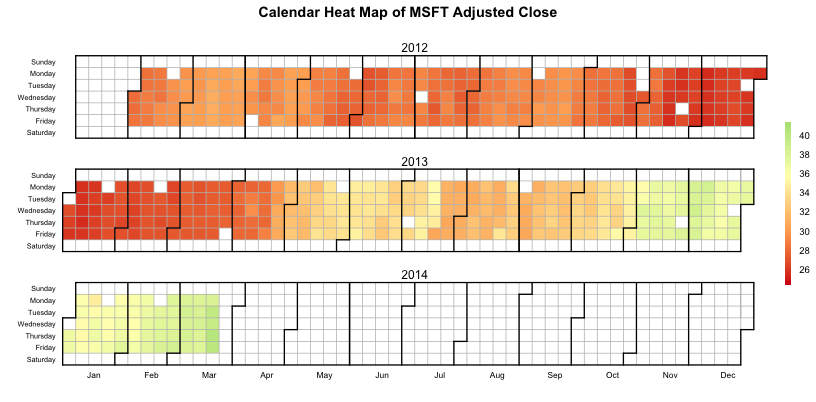 Calendar Heat Map of MSFT Adjusted Close
2012
Sunday
Monday
Tuesday
Wednesday
Thursday
Friday
Saturday
2013
Sunday
Monday
Tuesday
Wednesday
Thursday
Friday
Saturday
2014
Sunday
Monday
Tuesday
Wednesday
Thursday
Friday
Saturday
Jan Feb Mar Apr May Jun Jul Aug Sep Oct Nov Dec
40
38
36
34
32
30
28
26